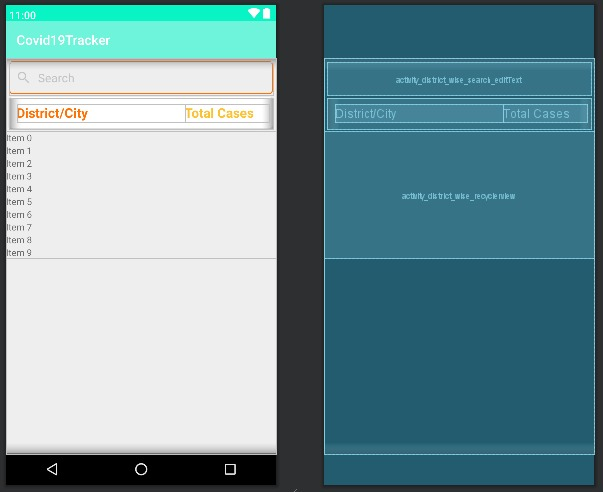 11:00
Covid19Tracker
Search
District/City Total Cases
Item 0
Item 1
Item 2
Item 3
Item 4
Item 5
Item 6
Item 7
Item 8
Item 9
activity_district_wise_search_editText
District/City Total Cases
activity_district_wise_recyclerview